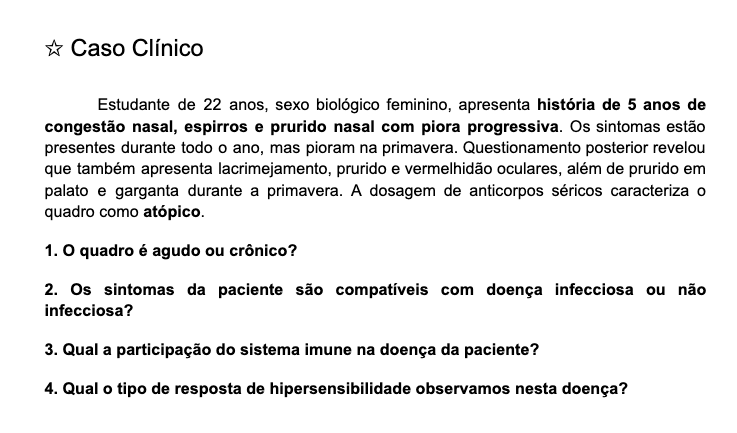 ☆ Caso Clínico
Estudante de 22 anos, sexo biológico feminino, apresenta história de 5 anos de
congestão nasal, espirros e prurido nasal com piora progressiva. Os sintomas estão
presentes durante todo o ano, mas pioram na primavera. Questionamento posterior revelou
que também apresenta lacrimejamento, prurido e vermelhidão oculares, além de prurido em
palato e garganta durante a primavera. A dosagem de anticorpos séricos caracteriza o
quadro como atópico.
1. O quadro é agudo ou crônico?
2. Os sintomas da paciente são compatíveis com doença infecciosa ou não
infecciosa?
3. Qual a participação do sistema imune na doença da paciente?
4. Qual o tipo de resposta de hipersensibilidade observamos nesta doença?